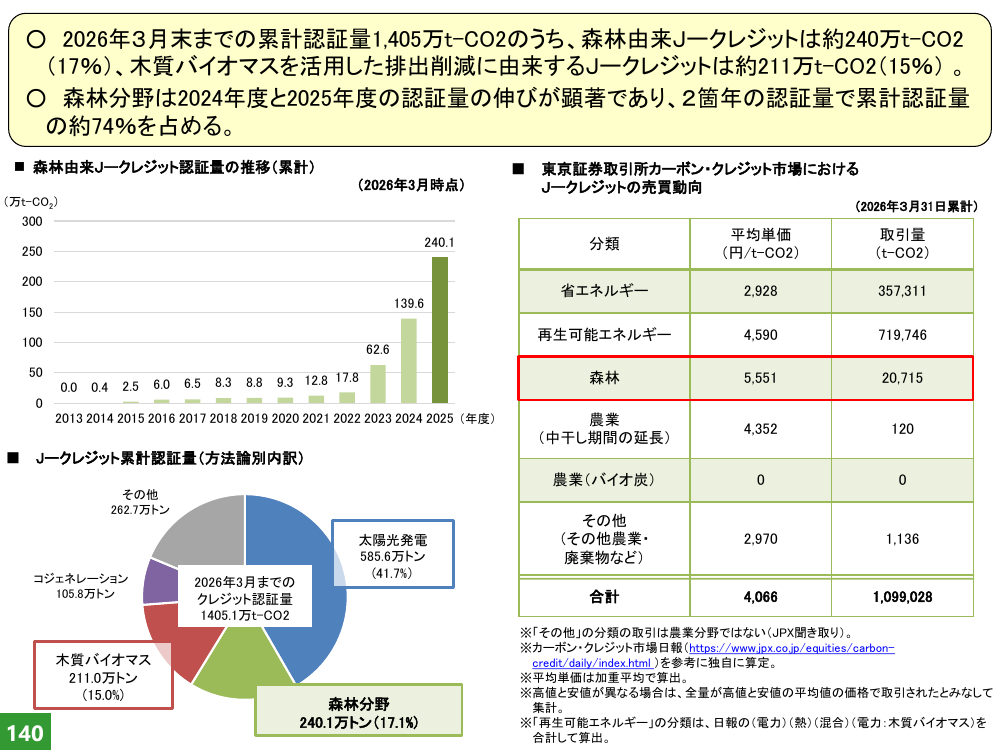 ○ 2026年3月末までの累計認証量1,405万t-CO2のうち、森林由来J-クレジットは約240万t-CO2
（17%）、木質バイオマスを活用した排出削減に由来するJ-クレジットは約211万t-CO2（15%）。
○ 森林分野は2024年度と2025年度の認証量の伸びが顕著であり、２箇年の認証量で累計認証量
の約74%を占める。
■ 森林由来J-クレジット認証量の推移（累計）
（2026年3月時点）
（万t-CO₂）
300
250
200
150
100
50
0
0.0 0.4 2.5 6.0 6.5 8.3 8.8 9.3 12.8 17.8 62.6 139.6 240.1
2013 2014 2015 2016 2017 2018 2019 2020 2021 2022 2023 2024 2025 （年度）
■ J-クレジット累計認証量（方法論別内訳）
その他
262.7万トン
コジェネレーション
105.8万トン
木質バイオマス
211.0万トン
（15.0%）
2026年3月までの
クレジット認証量
1405.1万t-CO2
太陽光発電
585.6万トン
（41.7%）
森林分野
240.1万トン（17.1%）
■ 東京証券取引所カーボン・クレジット市場における
J-クレジットの売買動向
（2026年3月31日累計）
分類 平均単価 取引量
（円/t-CO2） （t-CO2）
省エネルギー 2,928 357,311
再生可能エネルギー 4,590 719,746
森林 5,551 20,715
農業
（中干し期間の延長） 4,352 120
農業（バイオ炭） 0 0
その他
（その他農業・ 2,970 1,136
廃棄物など）
合計 4,066 1,099,028
※「その他」の分類の取引は農業分野ではない（JPX聞き取り）。
※カーボン・クレジット市場日報（https://www.jpx.co.jp/equities/carbon-
credit/daily/index.html ）を参考に独自に算定。
※平均単価は加重平均で算出。
※高値と安値が異なる場合は、全量が高値と安値の平均値の価格で取引されたとみなして
集計。
※「再生可能エネルギー」の分類は、日報の（電力）（熱）（混合）（電力：木質バイオマス）を
合計して算出。
140